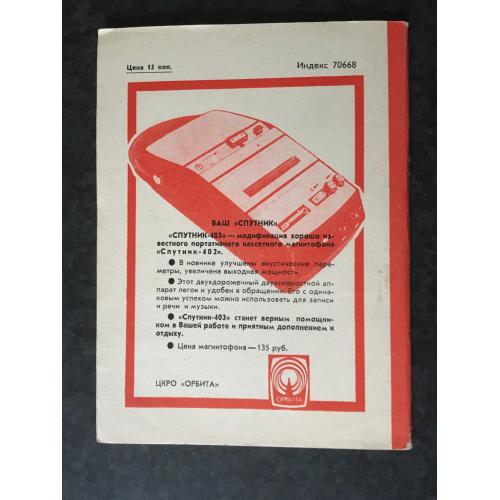 Цена 15 коп.
Индекс 70668
ВАШ «СПУТНИК»
«СПУТНИК-403» — модификация хорошо из-
вестного портативного кассетного магнитофона
«Спутник-402».
● В новинке улучшены акустические пара-
метры, увеличена выходная мощность.
● Этот двухдорожечный двухскоростной ап-
парат легок и удобен в обращении. Его с одина-
ковым успехом можно использовать для записи
и речи и музыки.
● «Спутник-403» станет верным помощни-
ком в Вашей работе и приятным дополнением к
отдыху.
● Цена магнитофона — 135 руб.
ЦКРО «ОРБИТА»
ОРБИТА